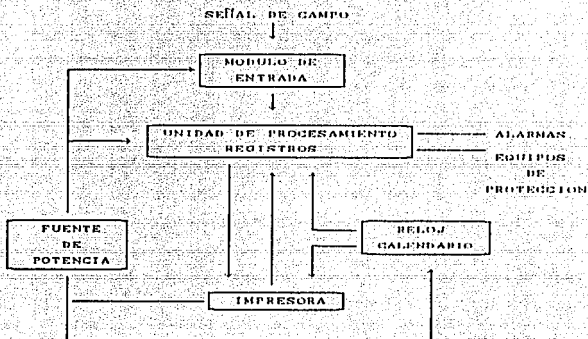 SEÑAL DE CAMPO
MODULO DE
ENTRADA
UNIDAD DE PROCESAMIENTO
REGISTROS
ALARMAS
EQUIPOS
DE
PROTECCION
FUENTE
DE
POTENCIA
RELOJ
CALENDARIO
IMPRESORA